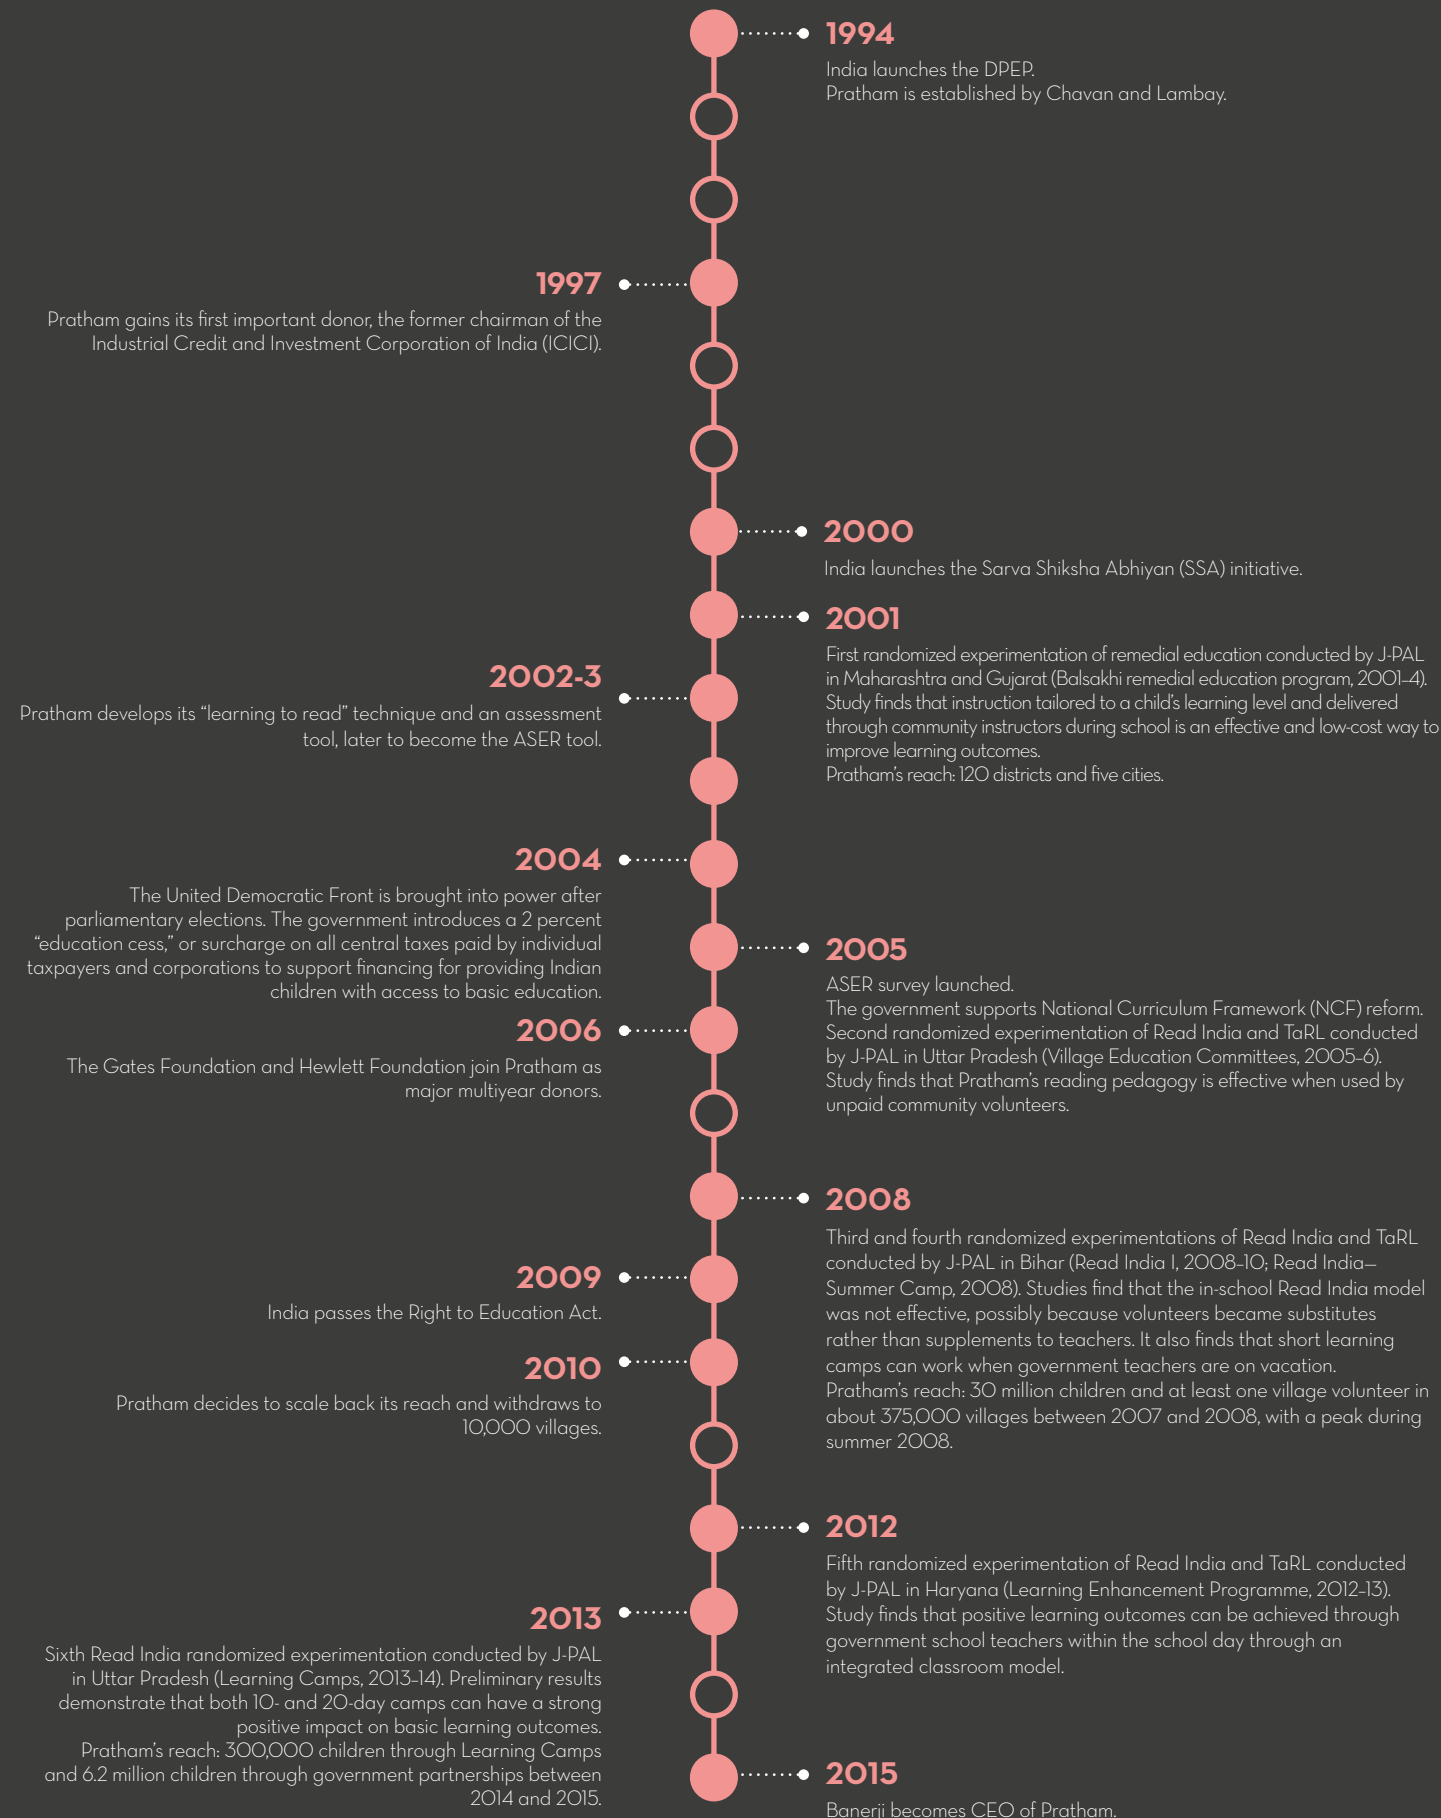 1994
India launches the DPEP.
Pratham is established by Chavan and Lambay.
1997
Pratham gains its first important donor, the former chairman of the
Industrial Credit and Investment Corporation of India (ICICI).
2000
India launches the Sarva Shiksha Abhiyan (SSA) initiative.
2001
First randomized experimentation of remedial education conducted by J-PAL
in Maharashtra and Gujarat (Balsakhi remedial education program, 2001–4).
Study finds that instruction tailored to a child's learning level and delivered
through community instructors during school is an effective and low-cost way to
improve learning outcomes.
Pratham's reach: 120 districts and five cities.
2002-3
Pratham develops its “learning to read” technique and an assessment
tool, later to become the ASER tool.
2004
The United Democratic Front is brought into power after
parliamentary elections. The government introduces a 2 percent
“education cess,” or surcharge on all central taxes paid by individual
taxpayers and corporations to support financing for providing Indian
children with access to basic education.
2005
ASER survey launched.
The government supports National Curriculum Framework (NCF) reform.
Second randomized experimentation of Read India and TaRL conducted
by J-PAL in Uttar Pradesh (Village Education Committees, 2005–6).
Study finds that Pratham's reading pedagogy is effective when used by
unpaid community volunteers.
2006
The Gates Foundation and Hewlett Foundation join Pratham as
major multiyear donors.
2008
Third and fourth randomized experimentations of Read India and TaRL
conducted by J-PAL in Bihar (Read India I, 2008–10; Read India—
Summer Camp, 2008). Studies find that the in-school Read India model
was not effective, possibly because volunteers became substitutes
rather than supplements to teachers. It also finds that short learning
camps can work when government teachers are on vacation.
Pratham's reach: 30 million children and at least one village volunteer in
about 375,000 villages between 2007 and 2008, with a peak during
summer 2008.
2009
India passes the Right to Education Act.
2010
Pratham decides to scale back its reach and withdraws to
10,000 villages.
2012
Fifth randomized experimentation of Read India and TaRL conducted
by J-PAL in Haryana (Learning Enhancement Programme, 2012–13).
Study finds that positive learning outcomes can be achieved through
government school teachers within the school day through an
integrated classroom model.
2013
Sixth Read India randomized experimentation conducted by J-PAL
in Uttar Pradesh (Learning Camps, 2013–14). Preliminary results
demonstrate that both 10- and 20-day camps can have a strong
positive impact on basic learning outcomes.
Pratham's reach: 300,000 children through Learning Camps
and 6.2 million children through government partnerships between
2014 and 2015.
2015
Banerji becomes CEO of Pratham.